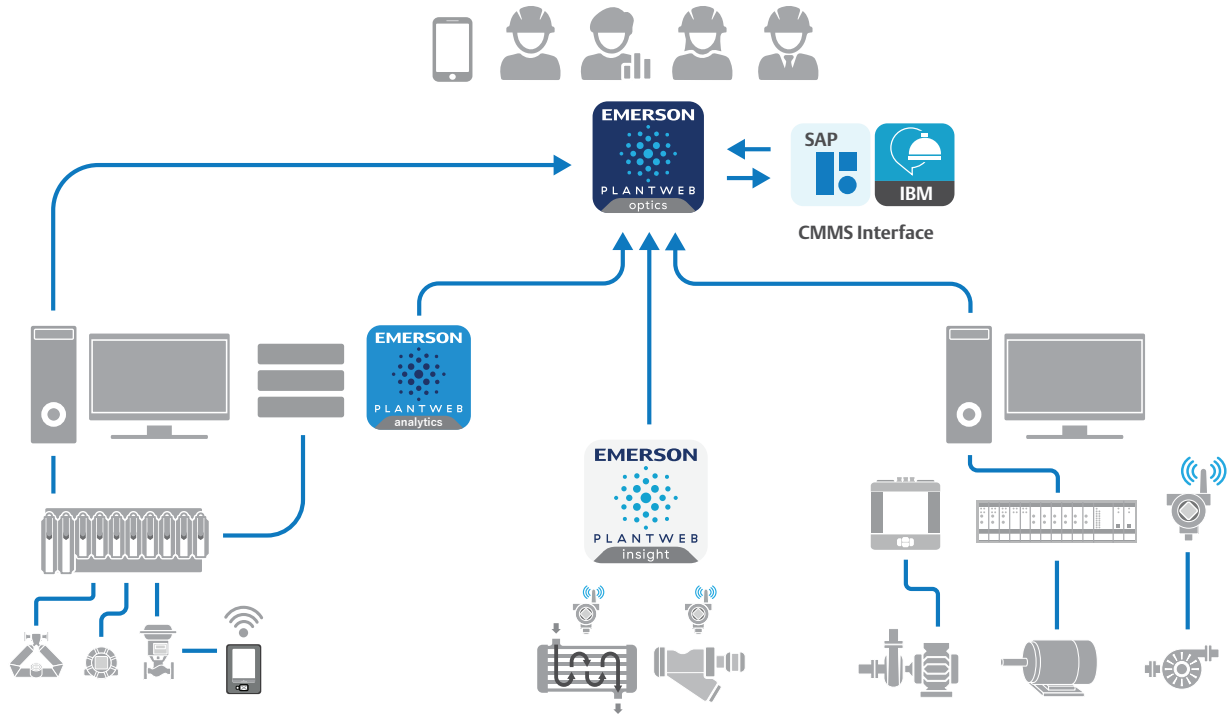 EMERSON
PLANTWEB
optics
SAP
IBM
CMMS Interface
EMERSON
PLANTWEB
analytics
EMERSON
PLANTWEB
insight